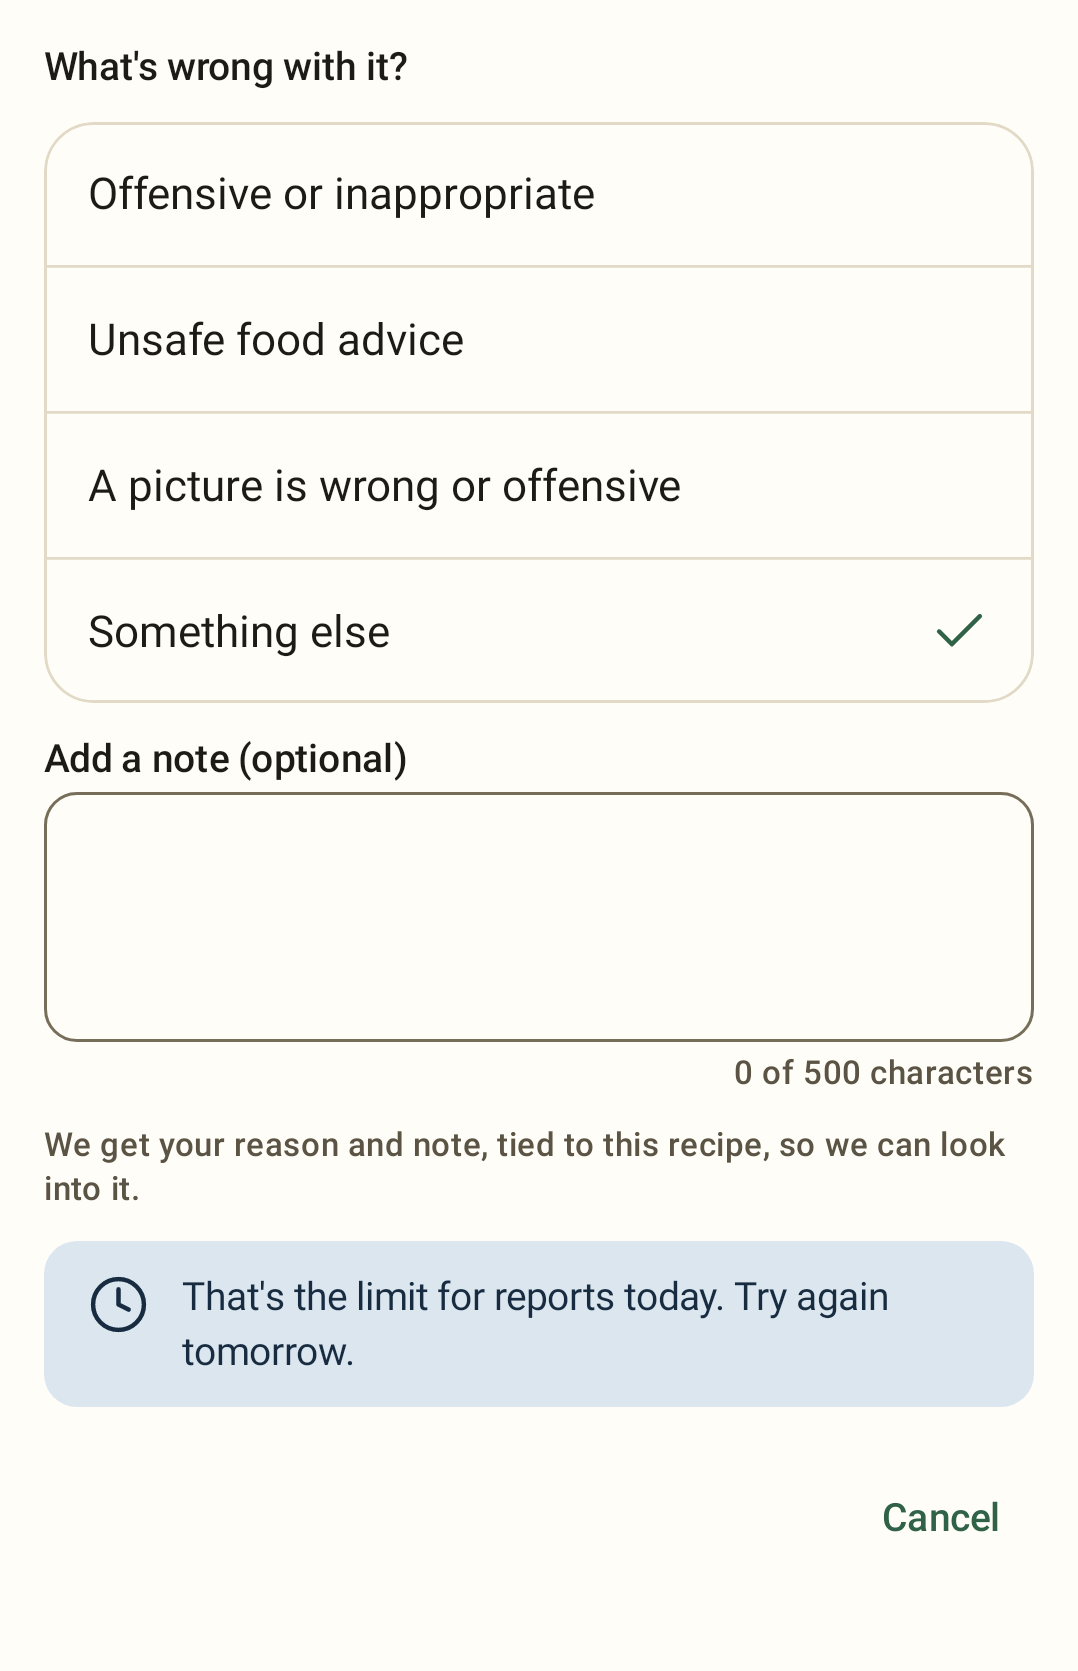 What's wrong with it?
Offensive or inappropriate
Unsafe food advice
A picture is wrong or offensive
Something else
Add a note (optional)
0 of 500 characters
We get your reason and note, tied to this recipe, so we can look
into it.
That's the limit for reports today. Try again
tomorrow.
Cancel